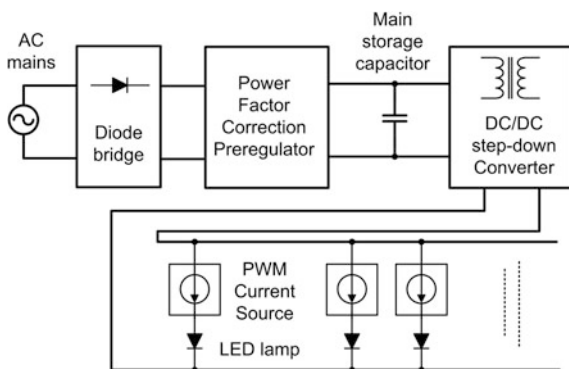 AC
mains
Diode
bridge
Power
Factor
Correction
Preregulator
Main
storage
capacitor
DC/DC
step-down
Converter
PWM
Current
Source
LED lamp